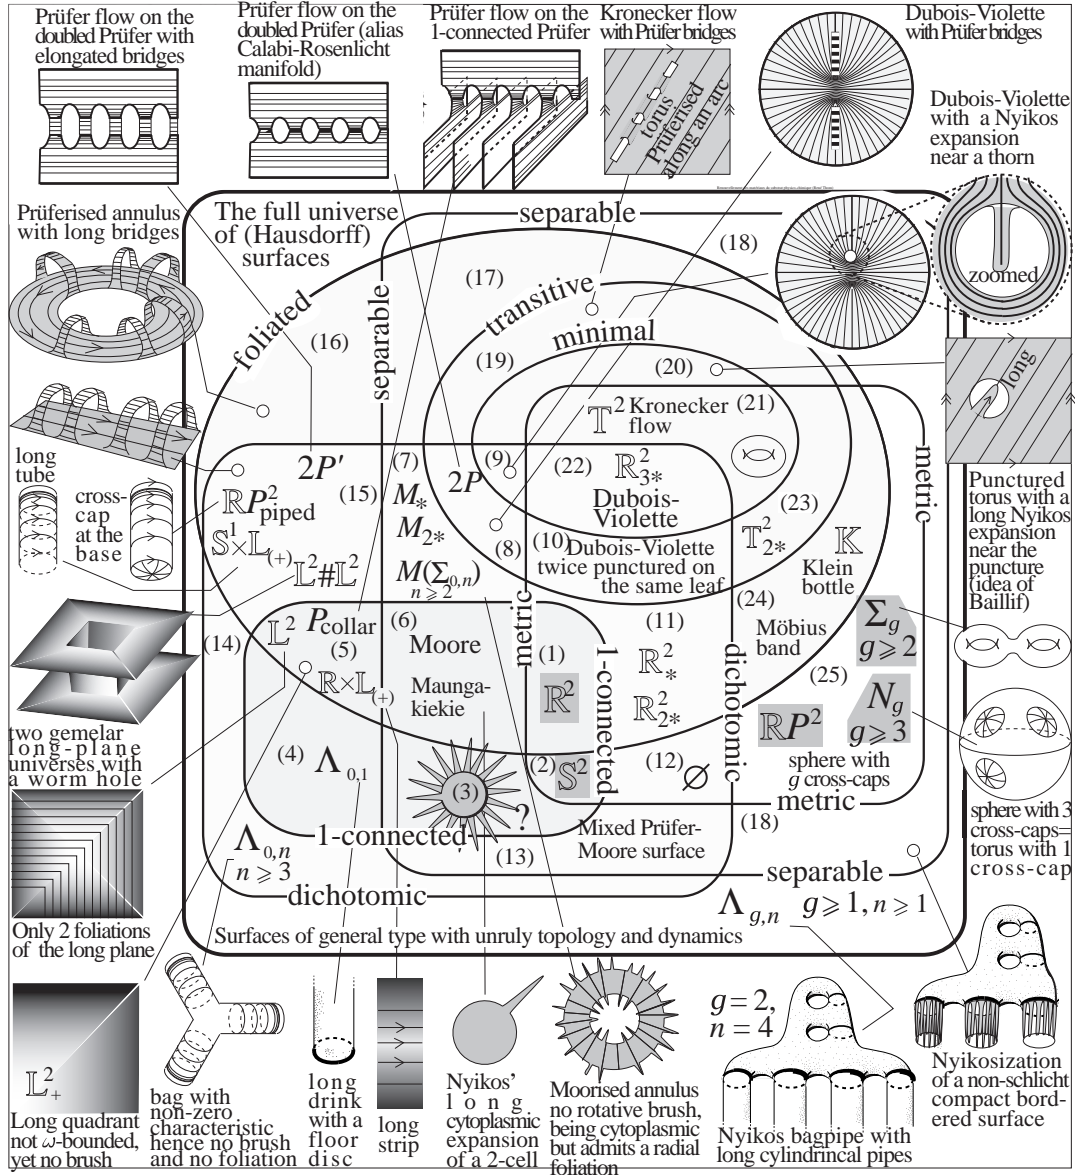 Prüfer flow on the
doubled Prüfer with
elongated bridges
Prüfer flow on the
doubled Prüfer (alias
Calabi-Rosenlicht
manifold)
Prüfer flow on the
1-connected Prüfer
Kronecker flow
with Prüfer bridges
torus
Prüferised
along an arc
Dubois-Violette
with Prüfer bridges
Dubois-Violette
with a Nyikos
expansion
near a thorn
zoomed
Prüferised annulus
with long bridges
The full universe
of (Hausdorff)
surfaces
separable
(18)
foliated
separable
(17)
transitive
minimal
(16)
(19)
(20)
(21)
𝕋² Kronecker
flow
long
metric
long
tube
cross-
cap
at the
base
2P′
(15)
ℝP² piped
𝕊¹×𝕃(+)
𝕃²#𝕃²
(7)
M*
M2*
M(Σ0,n)
n⩾2
2P
(9)
(22)
ℝ²3*
Dubois-
Violette
(8)
(10)
Dubois-Violette
twice punctured on
the same leaf
(23)
𝕋²2*
𝕂
Klein
bottle
Punctured
torus with a
long Nyikos
expansion
near the
puncture
(idea of
Baillif)
(14)
𝕃²
Pcollar
(5)
ℝ×𝕃(+)
(6)
Moore
Maunga-
kiekie
metric
(1)
ℝ²
1-connected
(11)
ℝ²*
ℝ²2*
dichotomic
(24)
Möbius
band
Σg
g⩾2
(25)
Ng
g⩾3
ℝP²
sphere with
g cross-caps
metric
(4)
Λ0,1
(3)
?
(2)
𝕊²
(12)
∅
(18)
1-connected
(13)
Mixed Prüfer-
Moore surface
Λ0,n
n⩾3
dichotomic
separable
Λg,n g⩾1, n⩾1
Surfaces of general type with unruly topology and dynamics
two gemelar
long-plane
universes with
a worm hole
Only 2 foliations
of the long plane
𝕃²+
Long quadrant
not ω-bounded,
yet no brush
bag with
non-zero
characteristic
hence no brush
and no foliation
long
drink
with a
floor
disc
long
strip
Nyikos'
long
cytoplasmic
expansion
of a 2-cell
Moorised annulus
no rotative brush,
being cytoplasmic
but admits a radial
foliation
g=2,
n=4
Nyikos bagpipe with
long cylindrincal pipes
sphere with 3
cross-caps=
torus with 1
cross-cap
Nyikosization
of a non-schlicht
compact bord-
ered surface